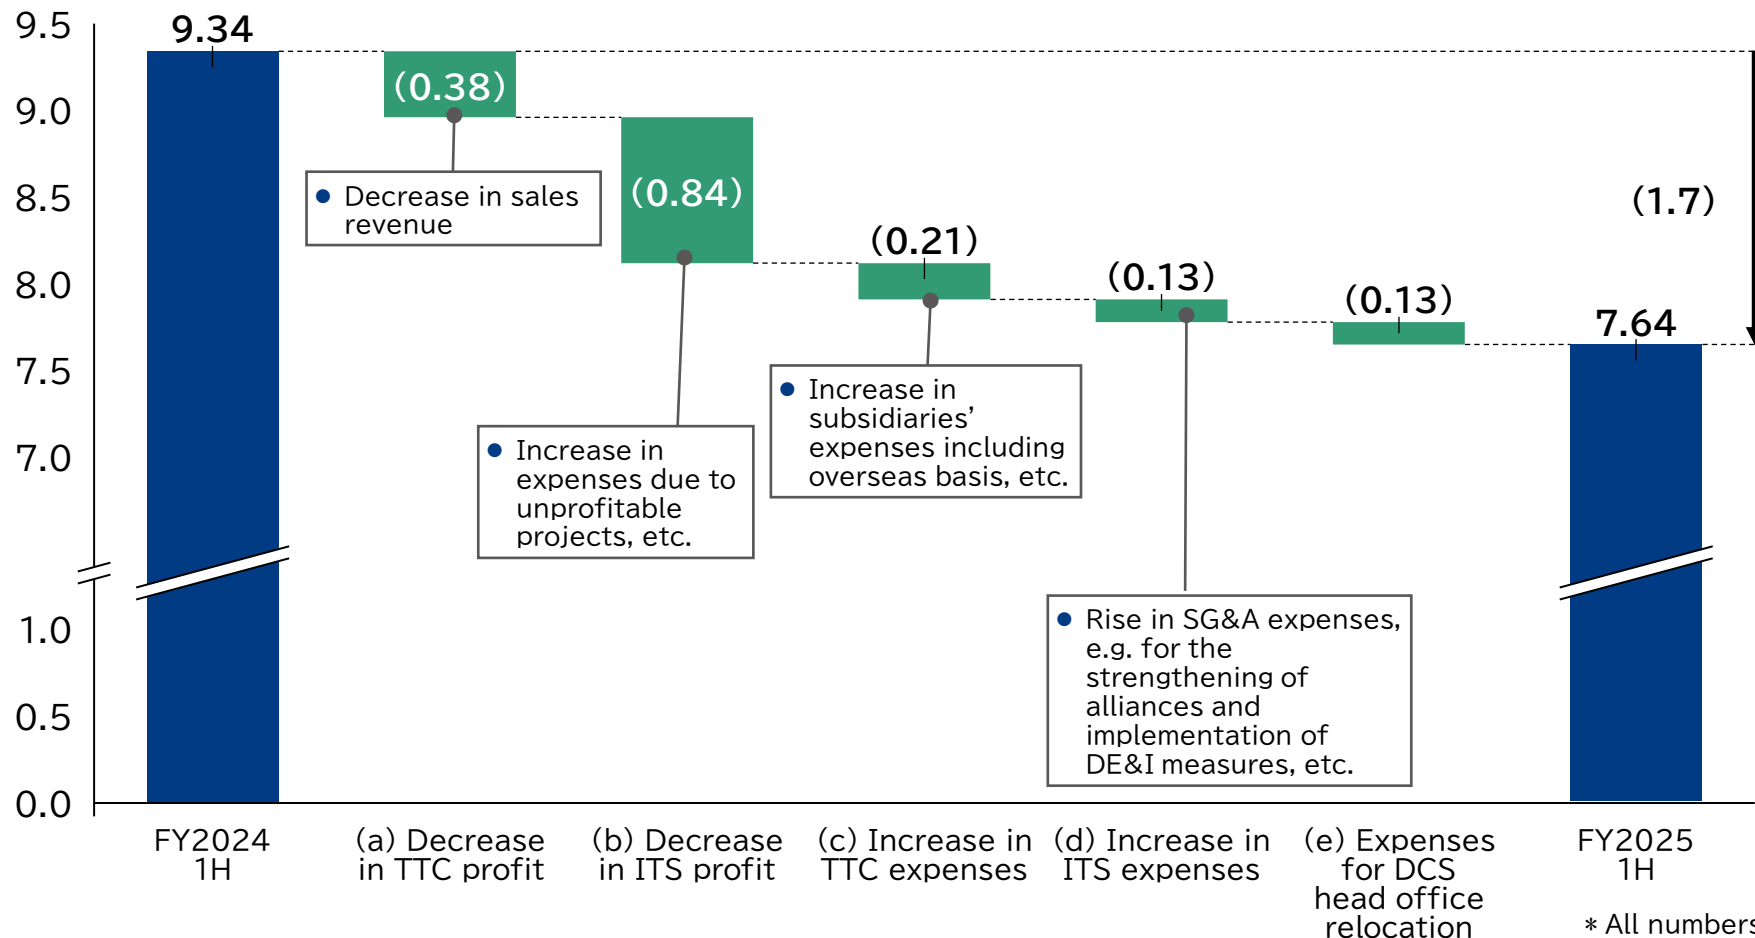 9.5
9.0
8.5
8.0
7.5
7.0
1.0
0.5
0.0
9.34
(0.38)
(0.84)
(0.21)
(0.13)
(0.13)
7.64
(1.7)
● Decrease in sales
revenue
● Increase in
expenses due to
unprofitable
projects, etc.
● Increase in
subsidiaries’
expenses including
overseas basis, etc.
● Rise in SG&A expenses,
e.g. for the
strengthening of
alliances and
implementation of
DE&I measures, etc.
FY2024
1H
(a) Decrease
in TTC profit
(b) Decrease
in ITS profit
(c) Increase in
TTC expenses
(d) Increase in
ITS expenses
(e) Expenses
for DCS
head office
relocation
FY2025
1H
* All numbers